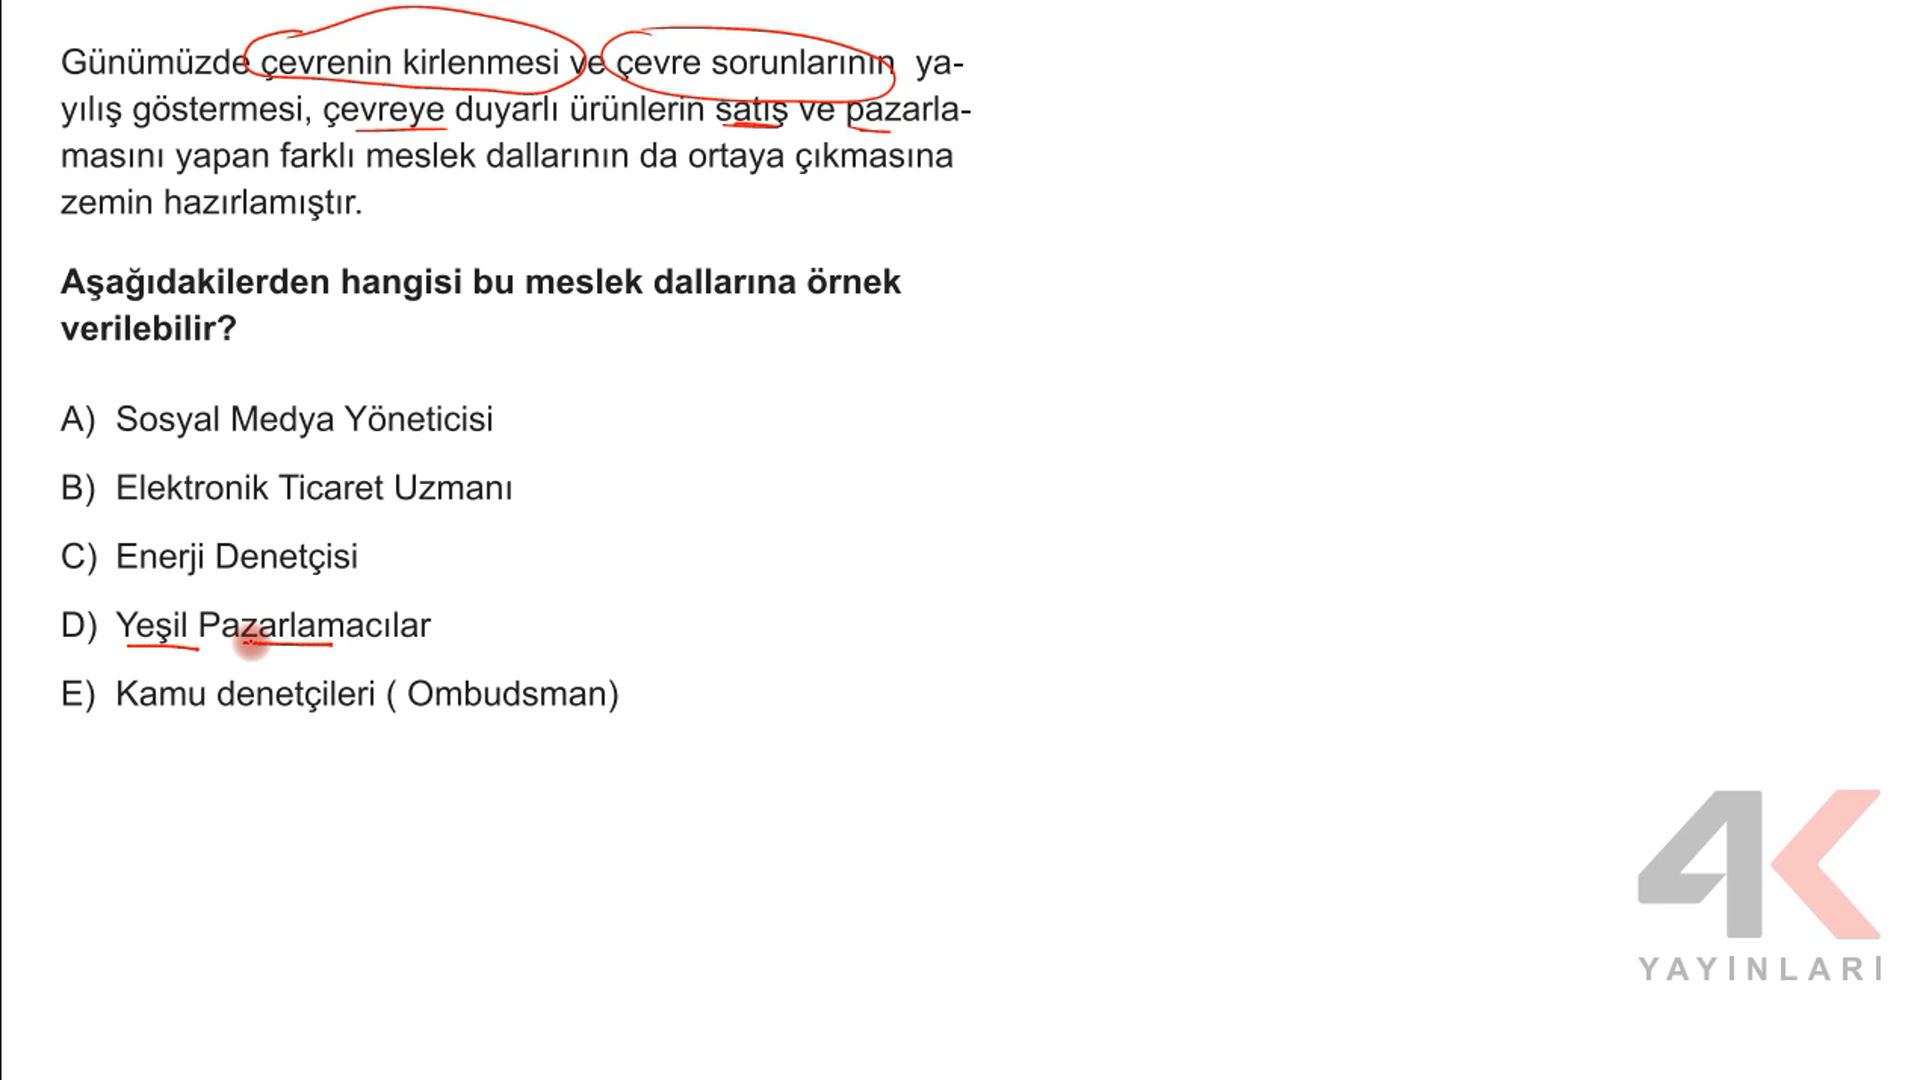 Günümüzde çevrenin kirlenmesi ve çevre sorunlarının ya-
yılış göstermesi, çevreye duyarlı ürünlerin satış ve pazarla-
masını yapan farklı meslek dallarının da ortaya çıkmasına
zemin hazırlamıştır.
Aşağıdakilerden hangisi bu meslek dallarına örnek
verilebilir?
A) Sosyal Medya Yöneticisi
B) Elektronik Ticaret Uzmanı
C) Enerji Denetçisi
D) Yeşil Pazarlamacılar
E) Kamu denetçileri ( Ombudsman)
4K
YAYINLARI